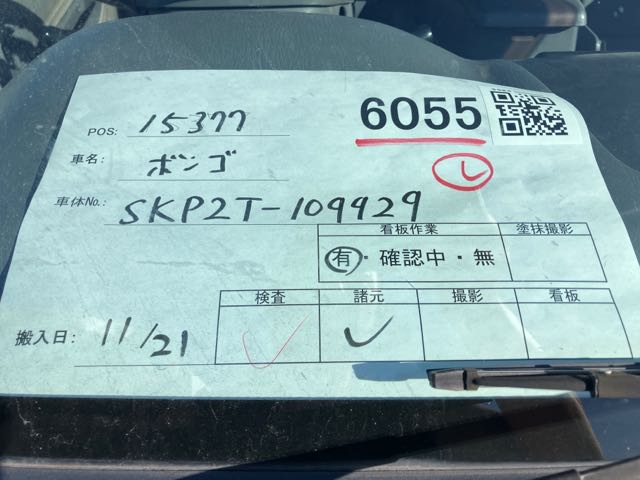 6055
POS: 15377
車名: ボンゴ
車体No.: SKP2T-109929
看板作業 塗抹撮影
有・確認中・無
検査 諸元 撮影 看板
搬入日: 11/21